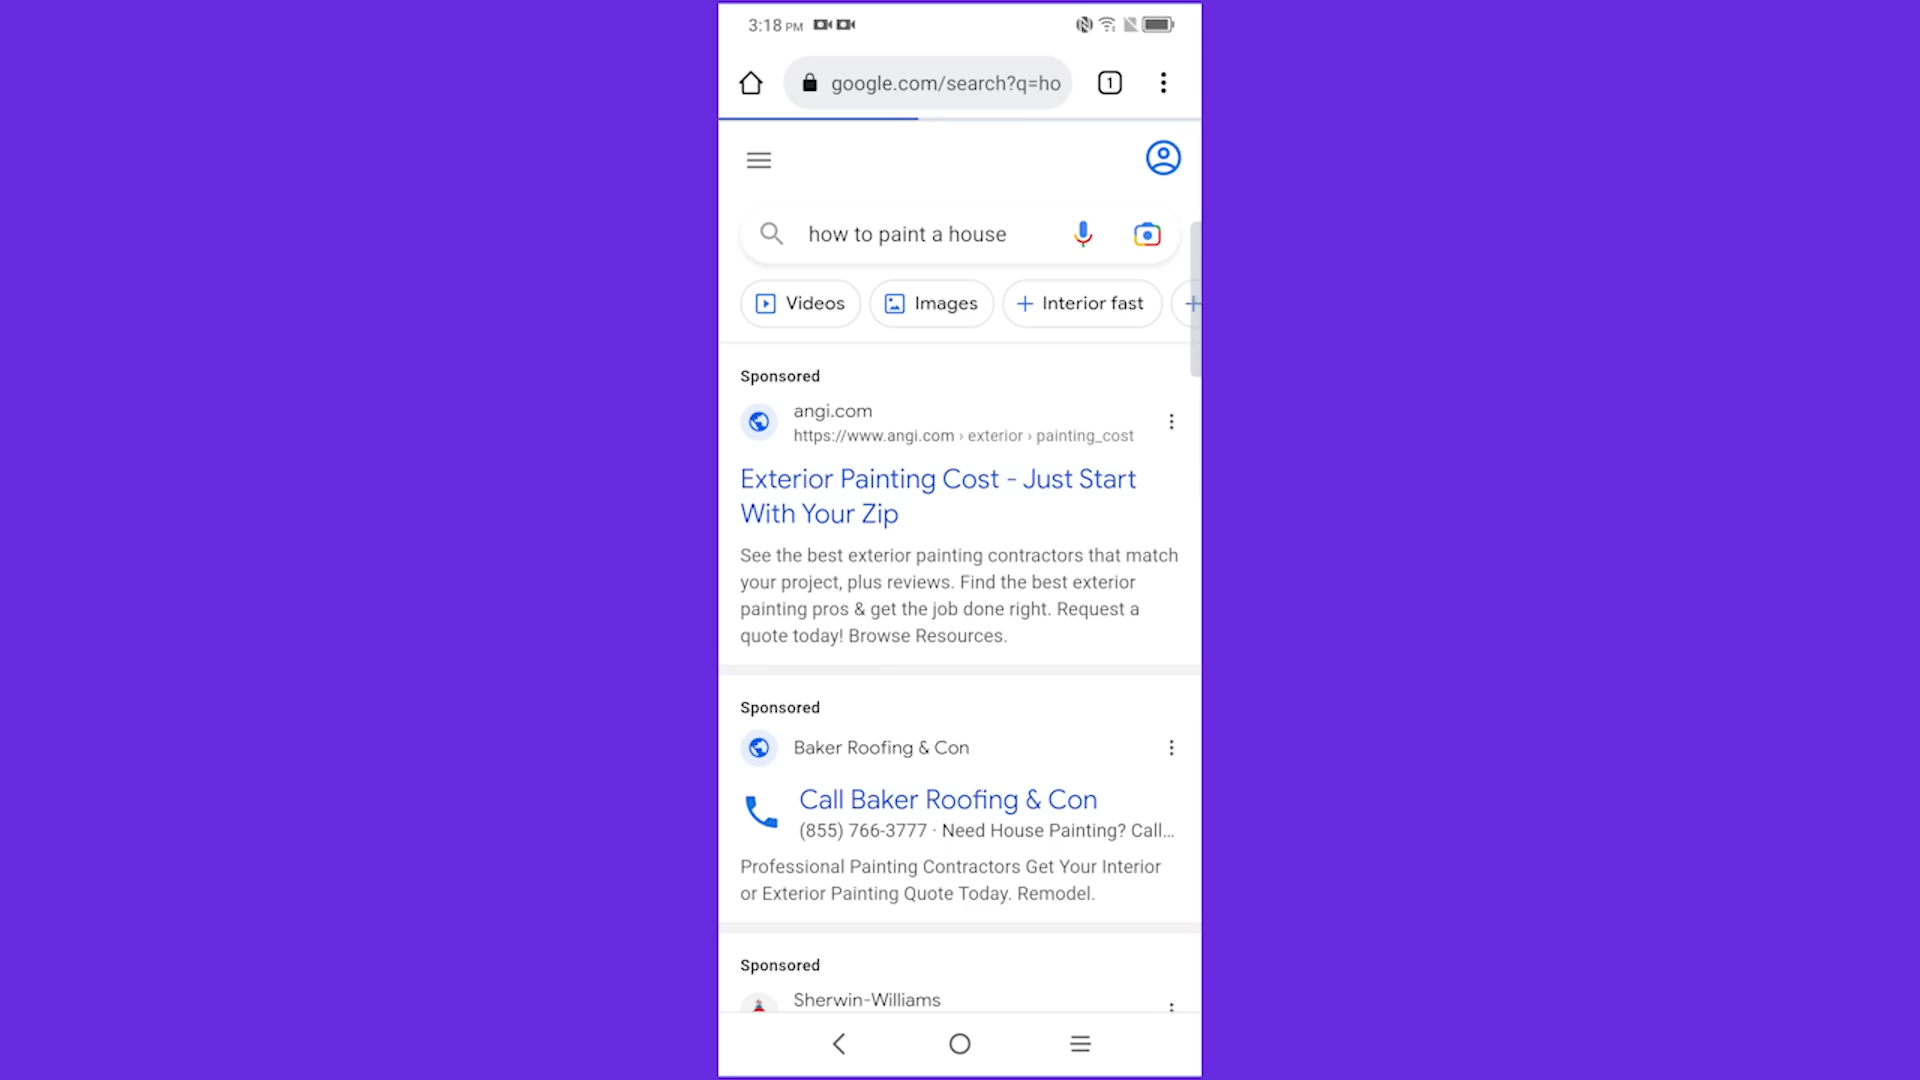 3:18 PM
google.com/search?q=ho
1
how to paint a house
Videos
Images
Interior fast
Sponsored
angi.com
https://www.angi.com › exterior › painting_cost
Exterior Painting Cost - Just Start
With Your Zip
See the best exterior painting contractors that match
your project, plus reviews. Find the best exterior
painting pros & get the job done right. Request a
quote today! Browse Resources.
Sponsored
Baker Roofing & Con
Call Baker Roofing & Con
(855) 766-3777 · Need House Painting? Call...
Professional Painting Contractors Get Your Interior
or Exterior Painting Quote Today. Remodel.
Sponsored
Sherwin-Williams